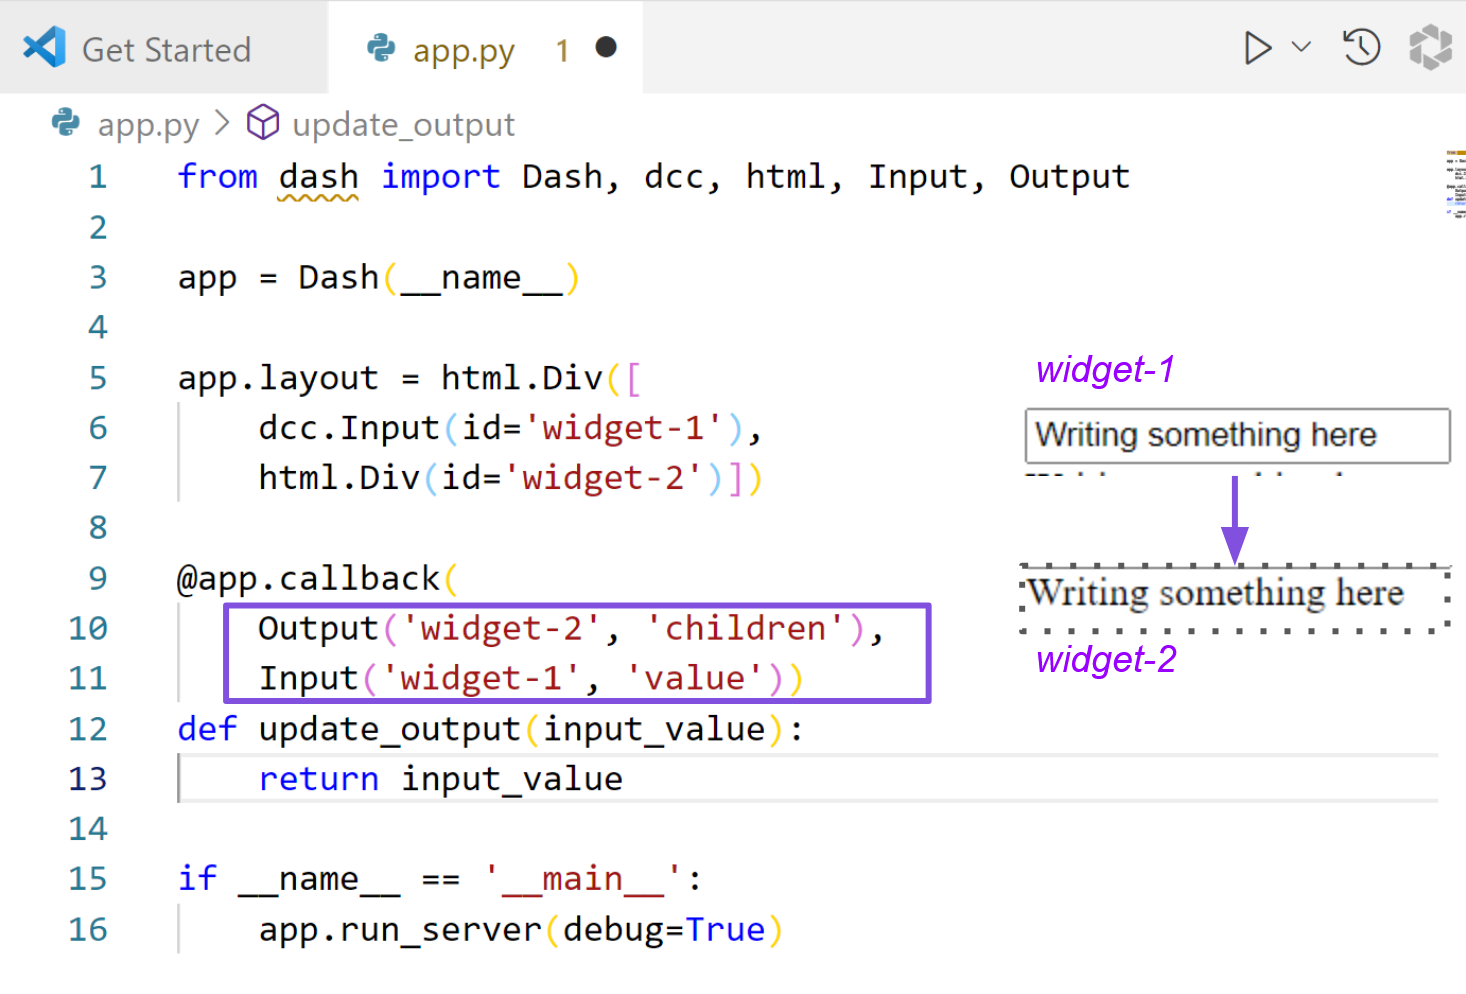 Get Started
app.py 1
app.py > update_output
1 from dash import Dash, dcc, html, Input, Output
2
3 app = Dash(__name__)
4
5 app.layout = html.Div([
6     dcc.Input(id='widget-1'),
7     html.Div(id='widget-2')])
8
9 @app.callback(
10     Output('widget-2', 'children'),
11     Input('widget-1', 'value'))
12 def update_output(input_value):
13     return input_value
14
15 if __name__ == '__main__':
16     app.run_server(debug=True)
widget-1
Writing something here
Writing something here
widget-2